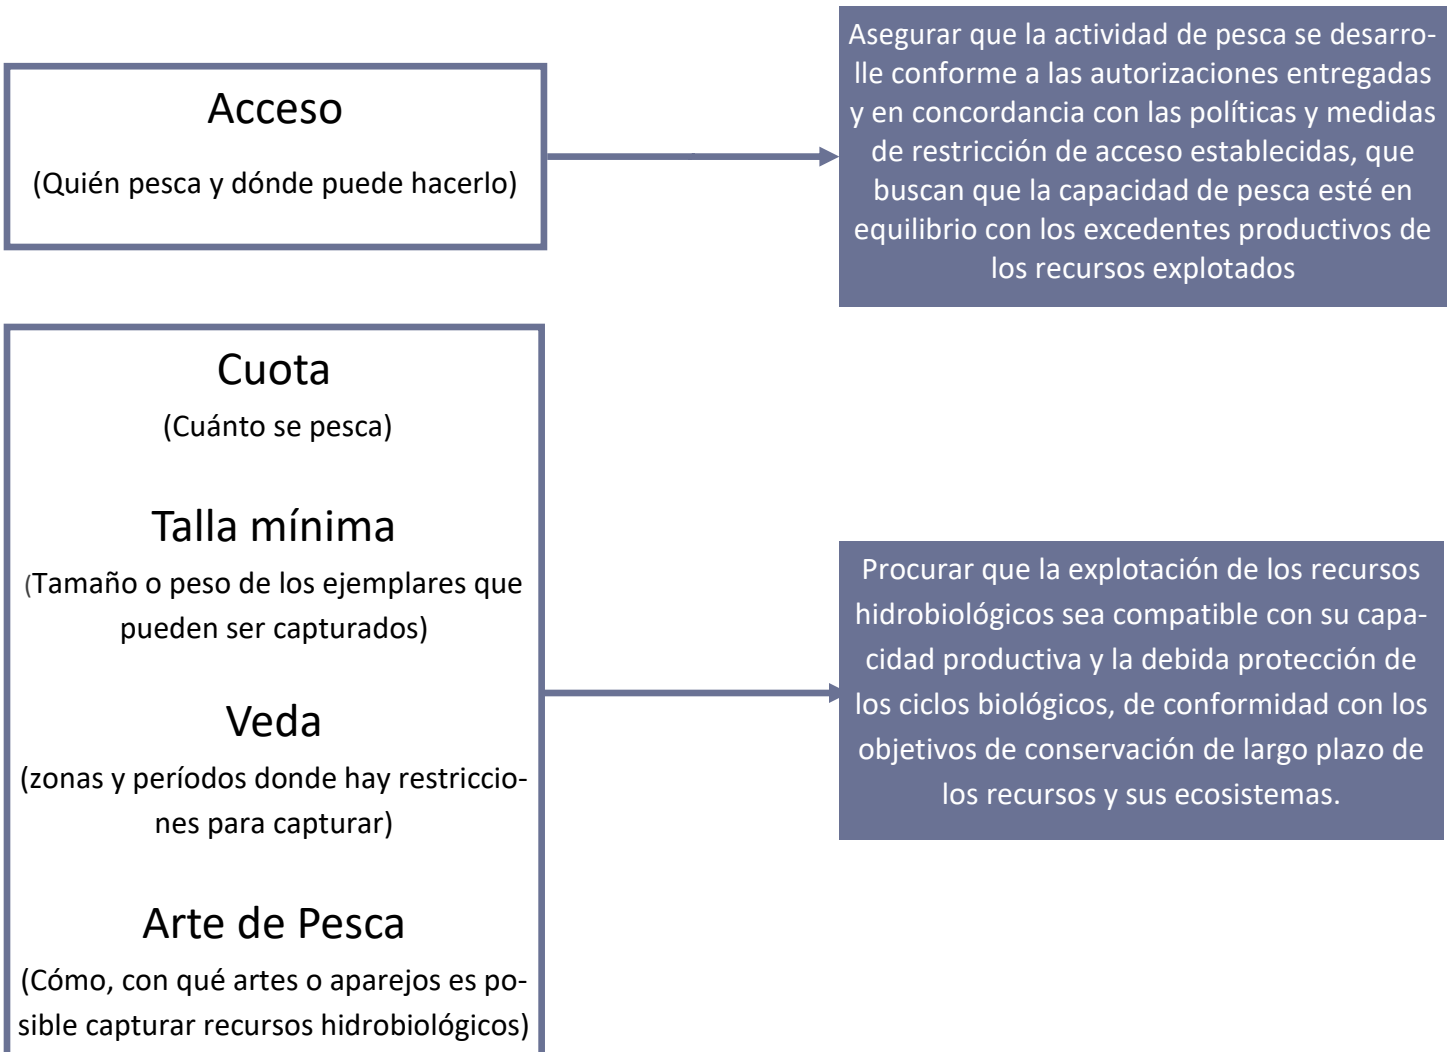 Acceso
(Quién pesca y dónde puede hacerlo)
Asegurar que la actividad de pesca se desarro-
lle conforme a las autorizaciones entregadas
y en concordancia con las políticas y medidas
de restricción de acceso establecidas, que
buscan que la capacidad de pesca esté en
equilibrio con los excedentes productivos de
los recursos explotados
Cuota
(Cuánto se pesca)
Talla mínima
(Tamaño o peso de los ejemplares que
pueden ser capturados)
Veda
(zonas y períodos donde hay restriccio-
nes para capturar)
Arte de Pesca
(Cómo, con qué artes o aparejos es po-
sible capturar recursos hidrobiológicos)
Procurar que la explotación de los recursos
hidrobiológicos sea compatible con su capa-
cidad productiva y la debida protección de
los ciclos biológicos, de conformidad con los
objetivos de conservación de largo plazo de
los recursos y sus ecosistemas.